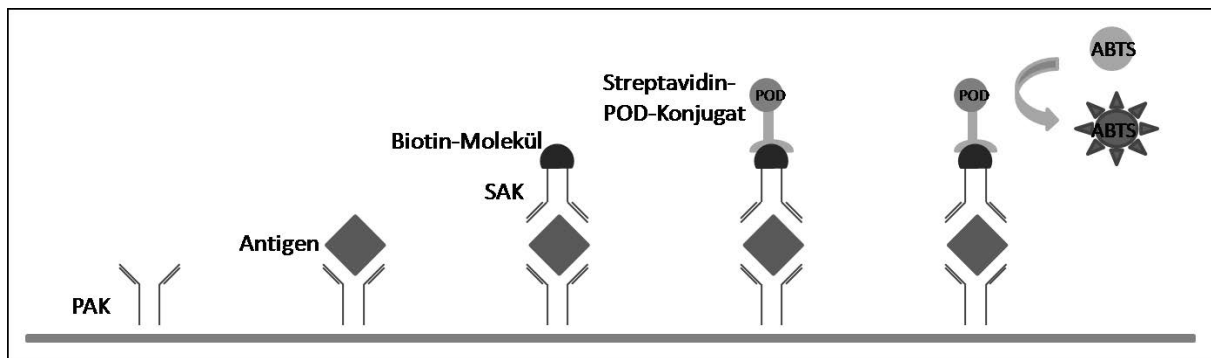 PAK
Antigen
Biotin-Molekül
SAK
Streptavidin-
POD-Konjugat
POD
POD
ABTS
ABTS